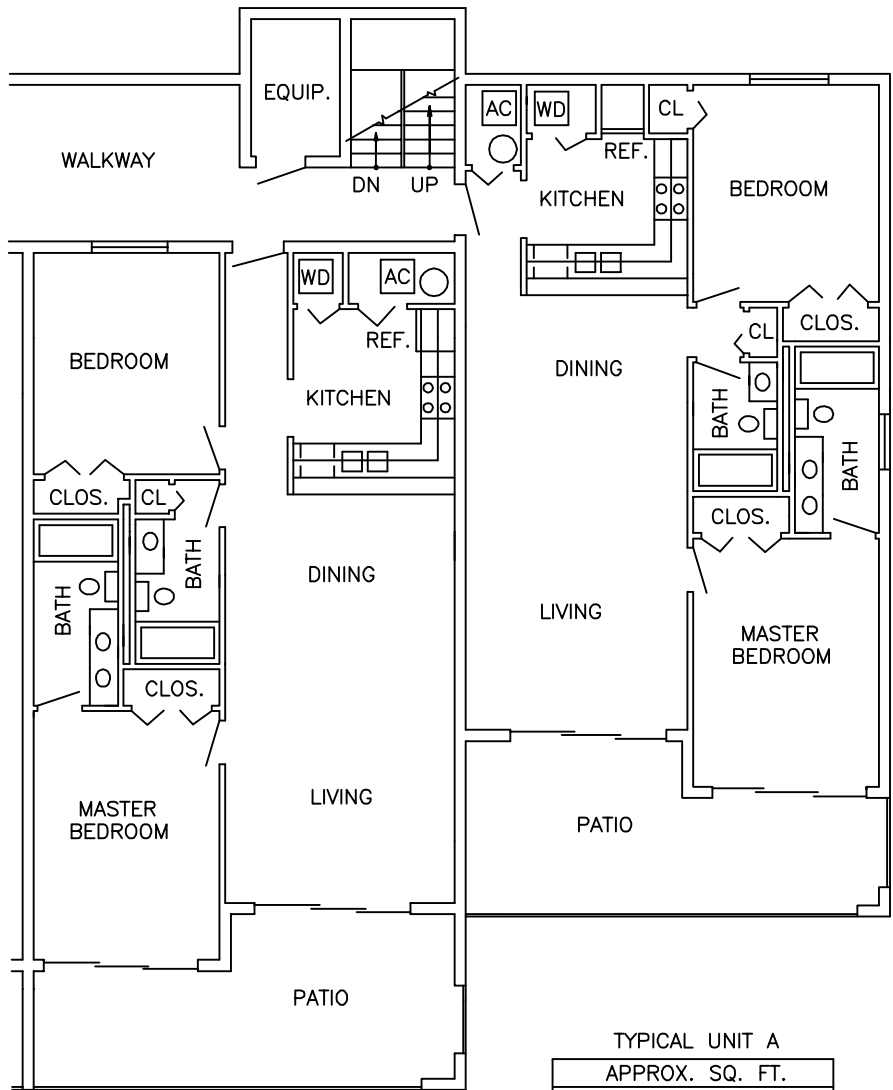 EQUIP.
WALKWAY
DN UP
AC
WD
CL
REF.
KITCHEN
BEDROOM
DINING
CL
CLOS.
BATH
BATH
CLOS.
LIVING
MASTER
BEDROOM
PATIO
WD
AC
REF.
BEDROOM
KITCHEN
CLOS.
CL
BATH
BATH
DINING
CLOS.
LIVING
MASTER
BEDROOM
PATIO
TYPICAL UNIT A
APPROX. SQ. FT.